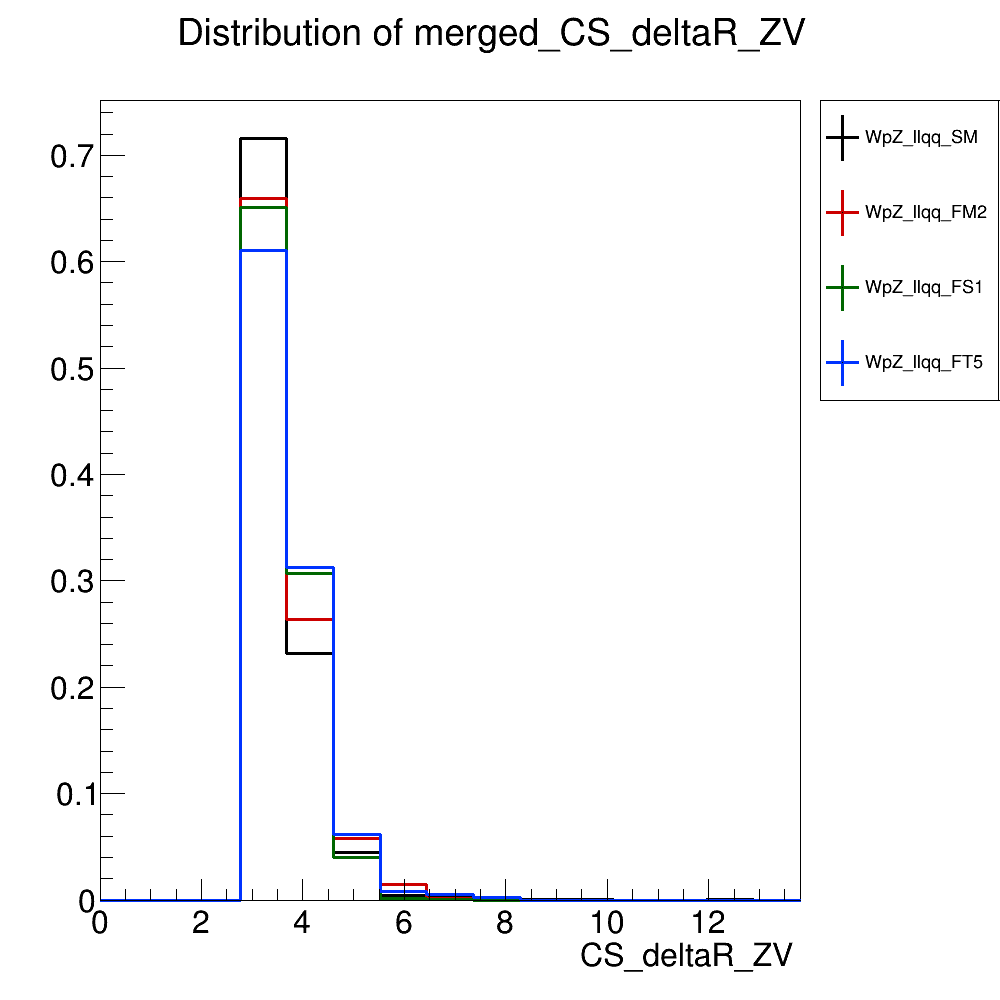 Distribution of merged_CS_deltaR_ZV
WpZ_llqq_SM
WpZ_llqq_FM2
WpZ_llqq_FS1
WpZ_llqq_FT5
0.7
0.6
0.5
0.4
0.3
0.2
0.1
0
0 2 4 6 8 10 12
CS_deltaR_ZV